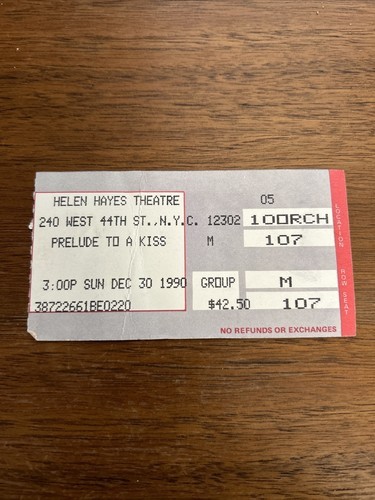 HELEN HAYES THEATRE 05
240 WEST 44TH ST., N.Y.C. 12302 100RCH
PRELUDE TO A KISS M 107
3:00P SUN DEC 30 1990 GROUP M
38722661BE0220 $42.50 107
NO REFUNDS OR EXCHANGES
LOCATION
ROW SEAT